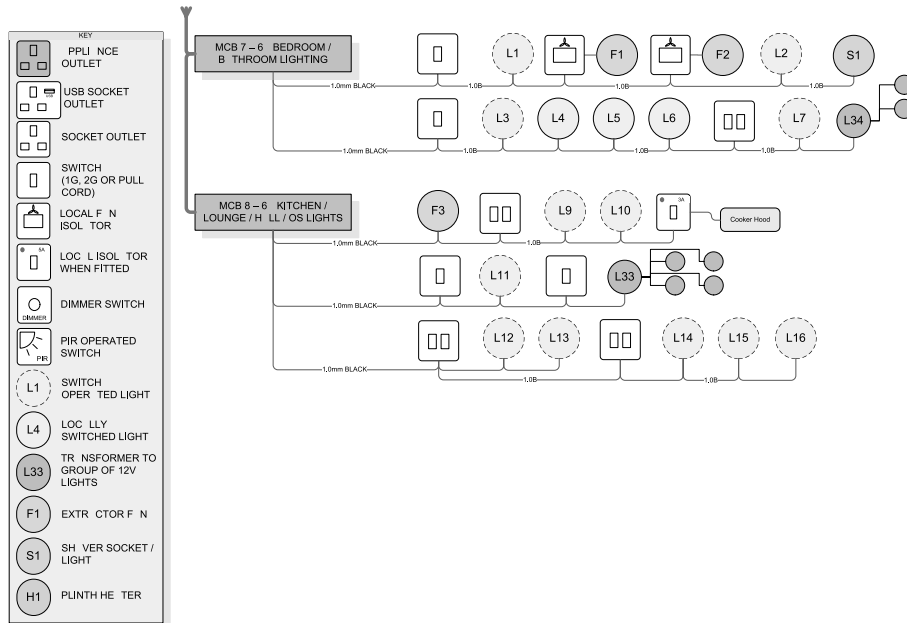 KEY
PPLI NCE
OUTLET
USB SOCKET
OUTLET
SOCKET OUTLET
SWITCH
(1G, 2G OR PULL
CORD)
LOCAL F N
ISOL TOR
5A
LOC L ISOL TOR
WHEN FITTED
DIMMER
DIMMER SWITCH
PIR
PIR OPERATED
SWITCH
L1
SWITCH
OPER TED LIGHT
L4
LOC LLY
SWITCHED LIGHT
L33
TR NSFORMER TO
GROUP OF 12V
LIGHTS
F1
EXTR CTOR F N
S1
SH VER SOCKET /
LIGHT
H1
PLINTH HE TER
MCB 7 – 6 BEDROOM /
B THROOM LIGHTING
L1 F1 F2 L2 S1
1.0mm BLACK 1.0B 1.0B 1.0B
L3 L4 L5 L6 L7 L34
1.0mm BLACK 1.0B 1.0B 1.0B
MCB 8 – 6 KITCHEN /
LOUNGE / H LL / OS LIGHTS
F3 L9 L10 3A Cooker Hood
1.0mm BLACK 1.0B
L11 L33
1.0mm BLACK
L12 L13 L14 L15 L16
1.0mm BLACK
1.0B 1.0B